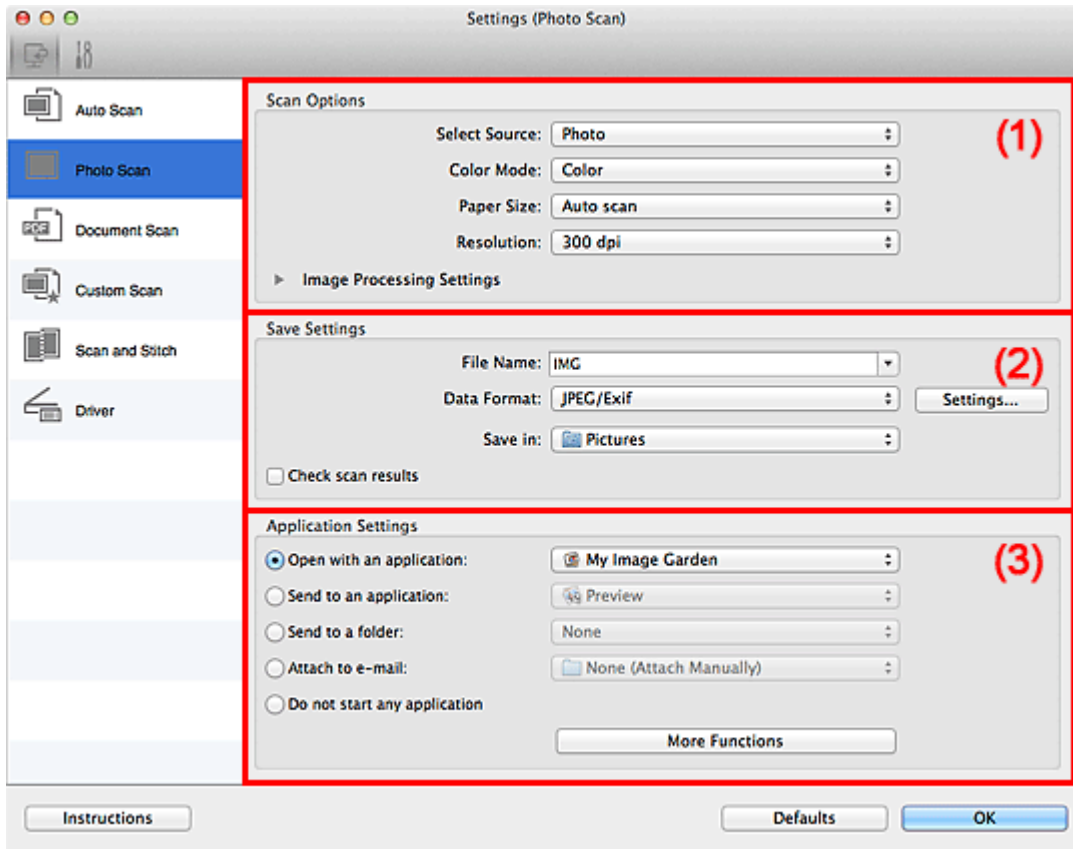 Settings (Photo Scan)
Auto Scan
Photo Scan
PDF
Document Scan
Custom Scan
Scan and Stitch
Driver
Scan Options
(1)
Select Source: Photo
Color Mode: Color
Paper Size: Auto scan
Resolution: 300 dpi
Image Processing Settings
Save Settings
(2)
File Name: IMG
Data Format: JPEG/Exif Settings...
Save in: Pictures
Check scan results
Application Settings
(3)
Open with an application: My Image Garden
Send to an application: Preview
Send to a folder: None
Attach to e-mail: None (Attach Manually)
Do not start any application
More Functions
Instructions Defaults OK